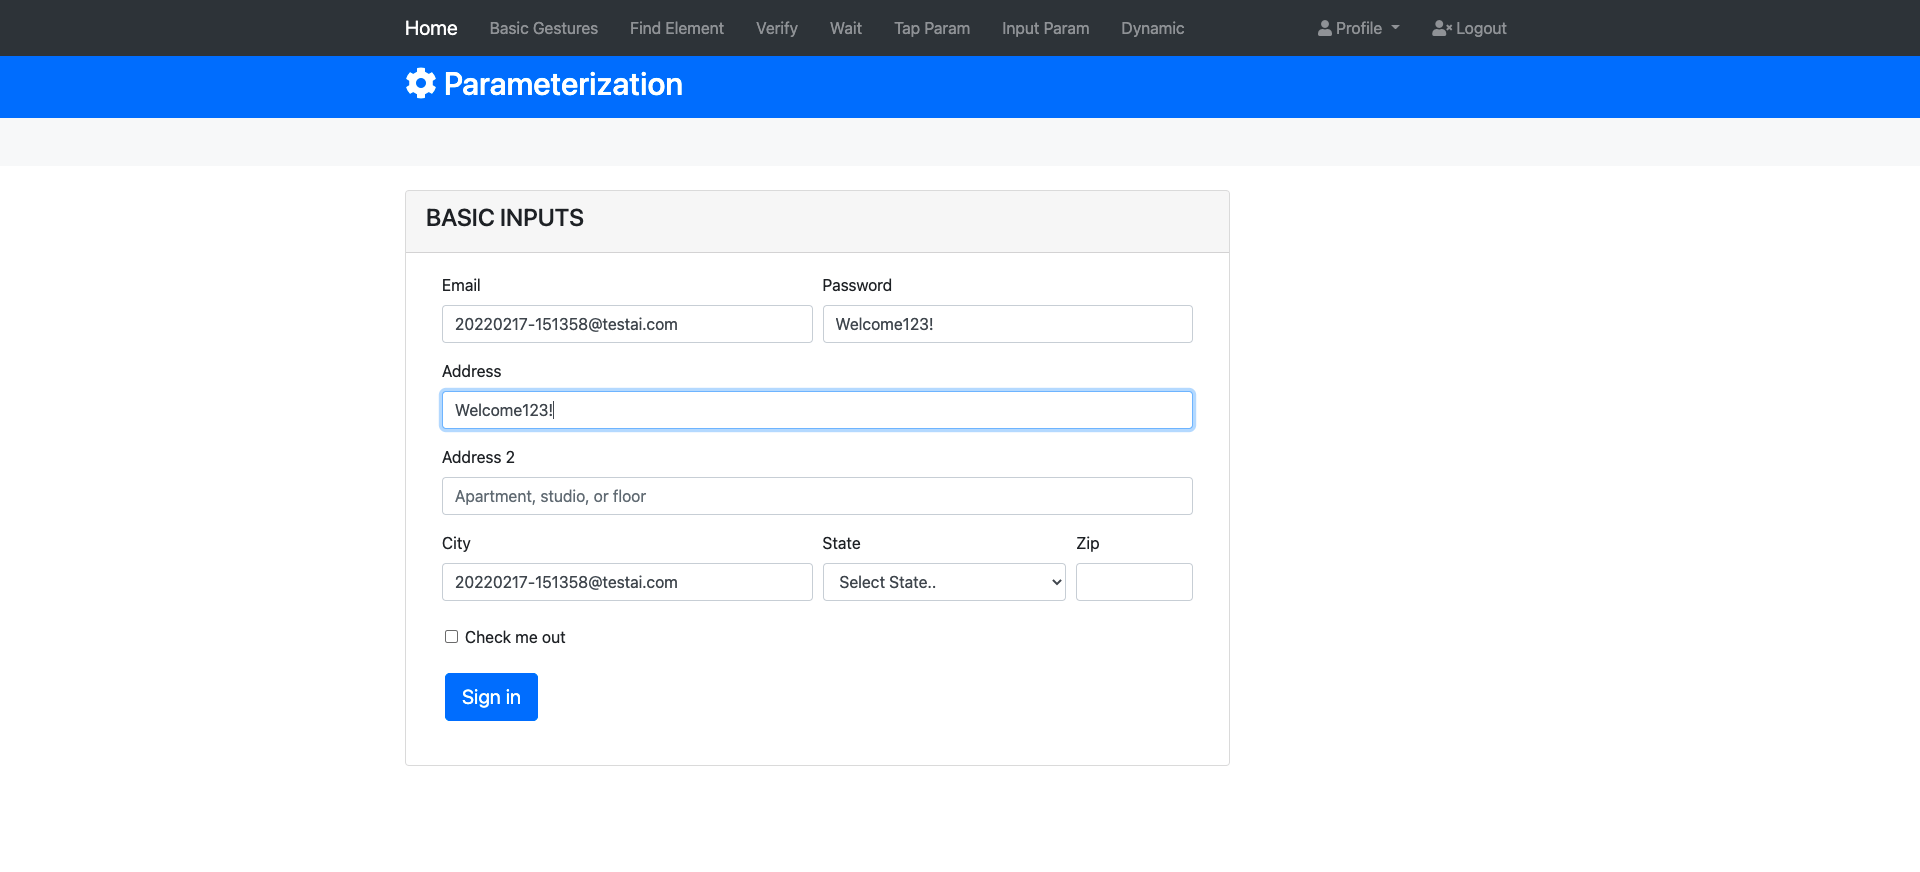 Home Basic Gestures Find Element Verify Wait Tap Param Input Param Dynamic Profile Logout
Parameterization
BASIC INPUTS
Email Password
20220217-151358@testai.com Welcome123!
Address
Welcome123!
Address 2
Apartment, studio, or floor
City State Zip
20220217-151358@testai.com Select State..
Check me out
Sign in